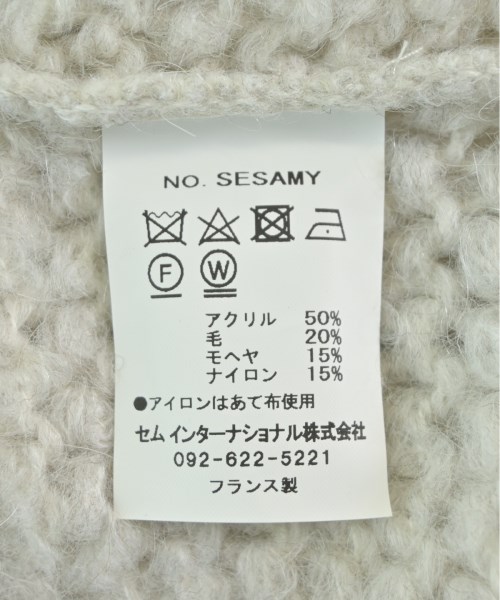 NO. SESAMY
F W
アクリル 50%
毛 20%
モヘヤ 15%
ナイロン 15%
●アイロンはあて布使用
セム インターナショナル株式会社
092-622-5221
フランス製